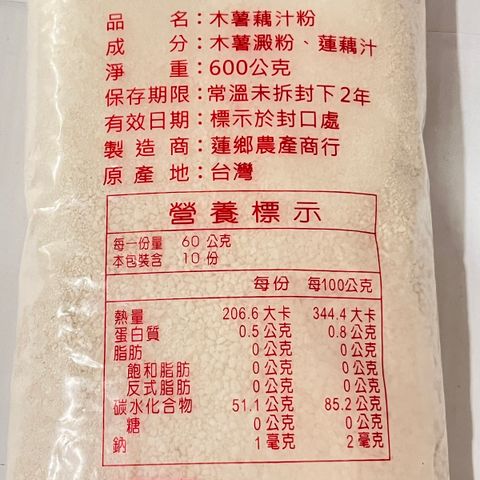 品名：木薯藕汁粉
成分：木薯澱粉、蓮藕汁
淨重：600公克
保存期限：常溫未拆封下2年
有效日期：標示於封口處
製造商：蓮鄉農產商行
原產地：台灣
營養標示
每一份量 60 公克
本包裝含 10 份
每份 每100公克
熱量 206.6 大卡 344.4 大卡
蛋白質 0.5 公克 0.8 公克
脂肪 0 公克 0 公克
飽和脂肪 0 公克 0 公克
反式脂肪 0 公克 0 公克
碳水化合物 51.1 公克 85.2 公克
糖 0 公克 0 公克
鈉 1 毫克 2 毫克